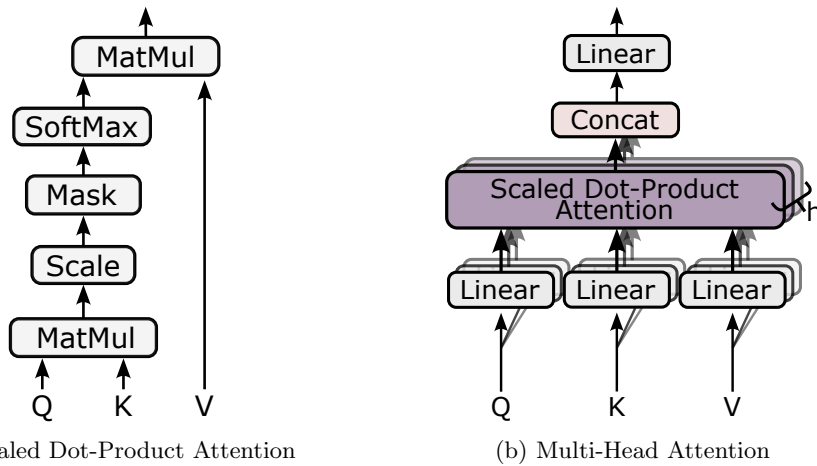 MatMul
SoftMax
Mask
Scale
MatMul
Q K V
aled Dot-Product Attention
Linear
Concat
Scaled Dot-Product
Attention
h
Linear Linear Linear
Q K V
(b) Multi-Head Attention